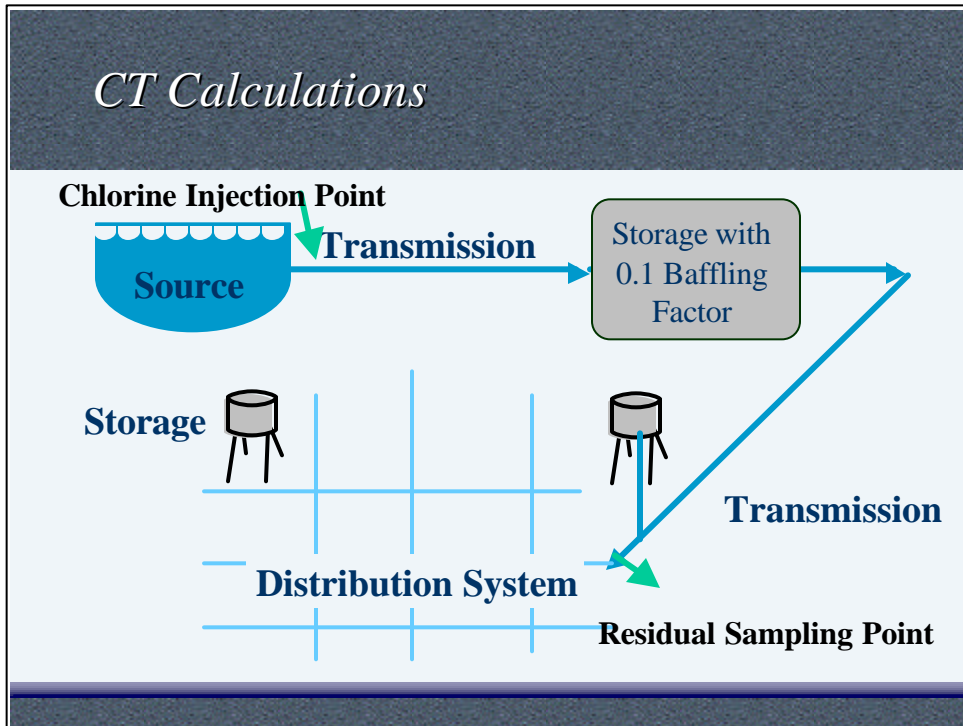 CT Calculations
Chlorine Injection Point
Transmission
Source
Storage with
0.1 Baffling
Factor
Storage
Transmission
Distribution System
Residual Sampling Point